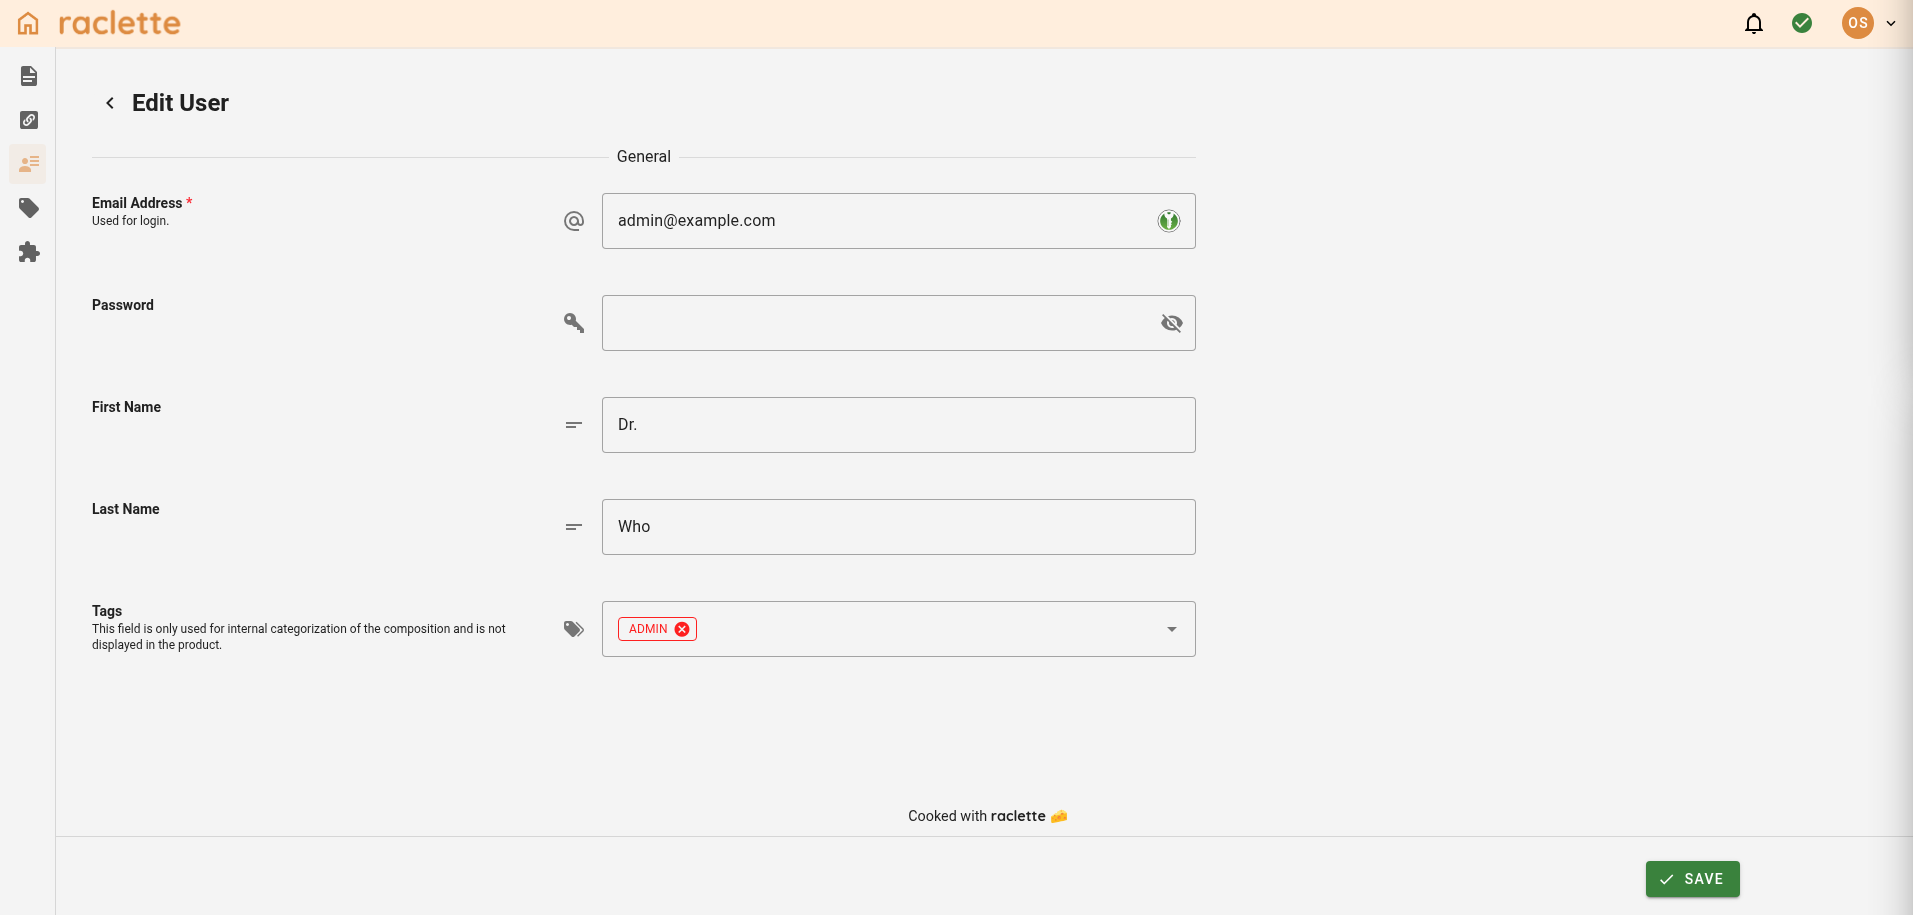 raclette
OS
Edit User
General
Email Address *
Used for login.
admin@example.com
Password
First Name
Dr.
Last Name
Who
Tags
This field is only used for internal categorization of the composition and is not
displayed in the product.
ADMIN
Cooked with raclette 🧀
SAVE